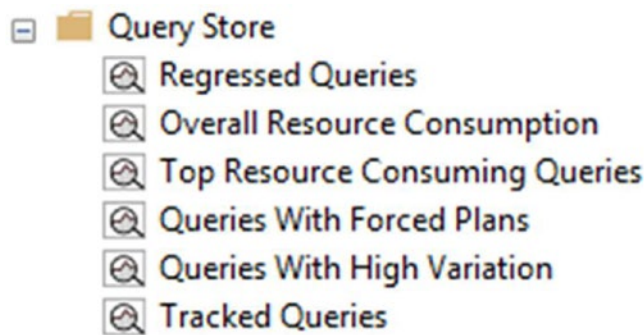 Query Store
Regressed Queries
Overall Resource Consumption
Top Resource Consuming Queries
Queries With Forced Plans
Queries With High Variation
Tracked Queries